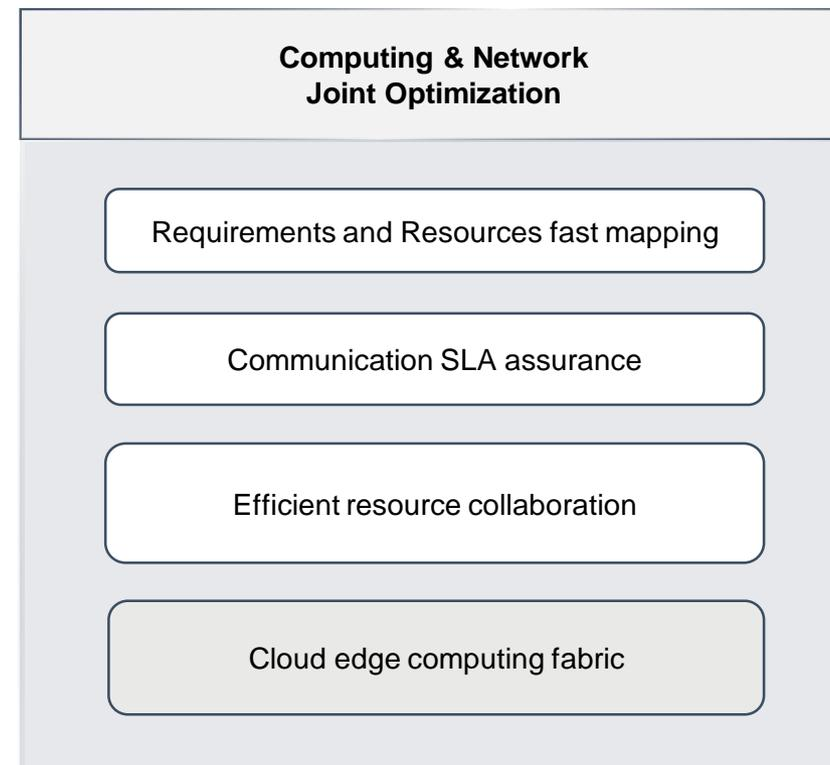 Computing & Network
Joint Optimization
Requirements and Resources fast mapping
Communication SLA assurance
Efficient resource collaboration
Cloud edge computing fabric